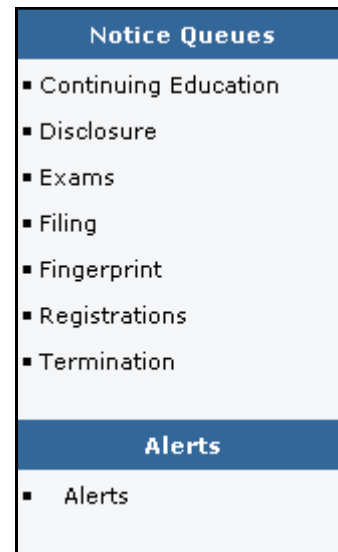 Notice Queues
Continuing Education
Disclosure
Exams
Filing
Fingerprint
Registrations
Termination
Alerts
Alerts